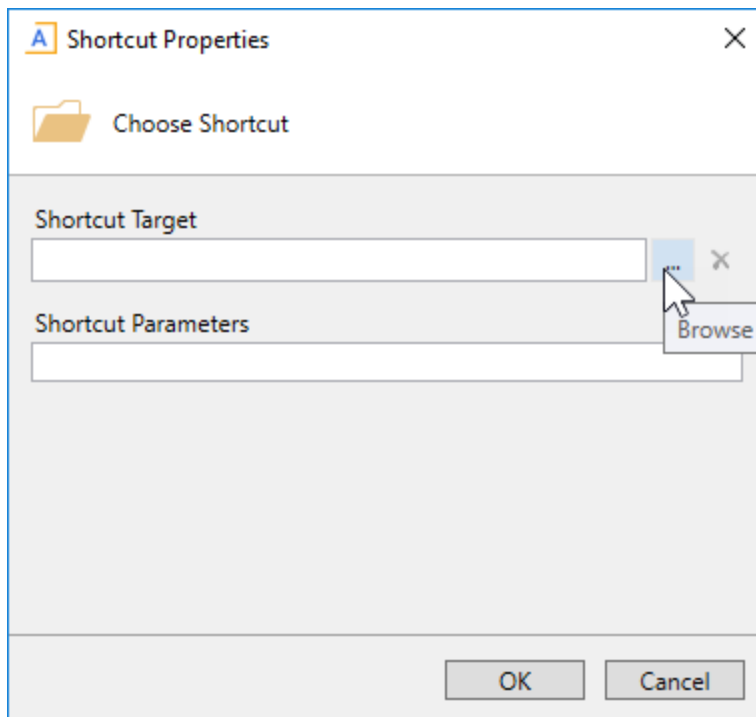 A Shortcut Properties
Choose Shortcut
Shortcut Target
...
Browse
Shortcut Parameters
OK Cancel